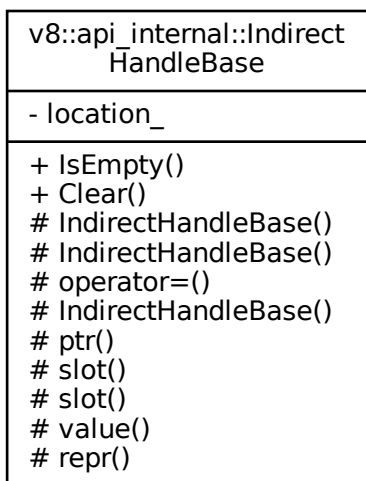 v8::api_internal::Indirect
HandleBase
- location_
+ IsEmpty()
+ Clear()
# IndirectHandleBase()
# IndirectHandleBase()
# operator=()
# IndirectHandleBase()
# ptr()
# slot()
# slot()
# value()
# repr()